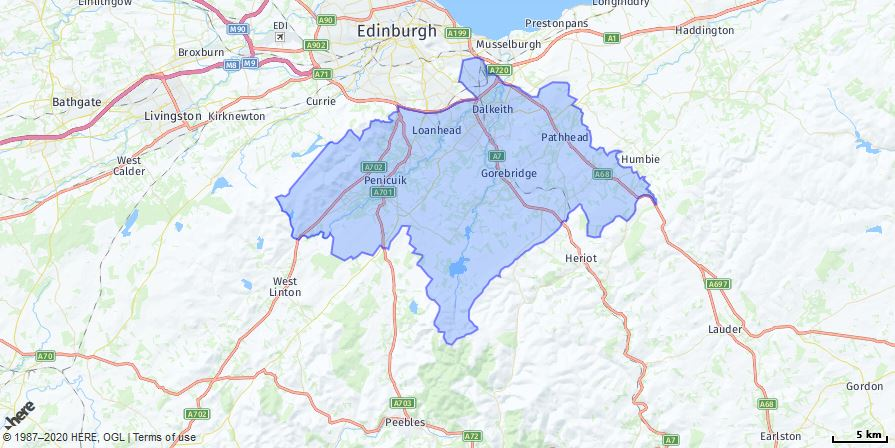 Linlithgow
Longniddry
A90
EDI
M90
Edinburgh
A199
Prestonpans
Haddington
A902
Musselburgh
A1
Broxburn
M8
M9
A71
A720
Bathgate
Currie
Livingston
Kirknewton
Dalkeith
Loanhead
Pathhead
West
Calder
A7
Humbie
A702
Penicuik
Gorebridge
A68
A701
Heriot
West
Linton
A697
Lauder
A70
Gordon
A703
A702
Peebles
A72
A68
Earlston
A7
here
© 1987–2020 HERE, OGL | Terms of use
5 km